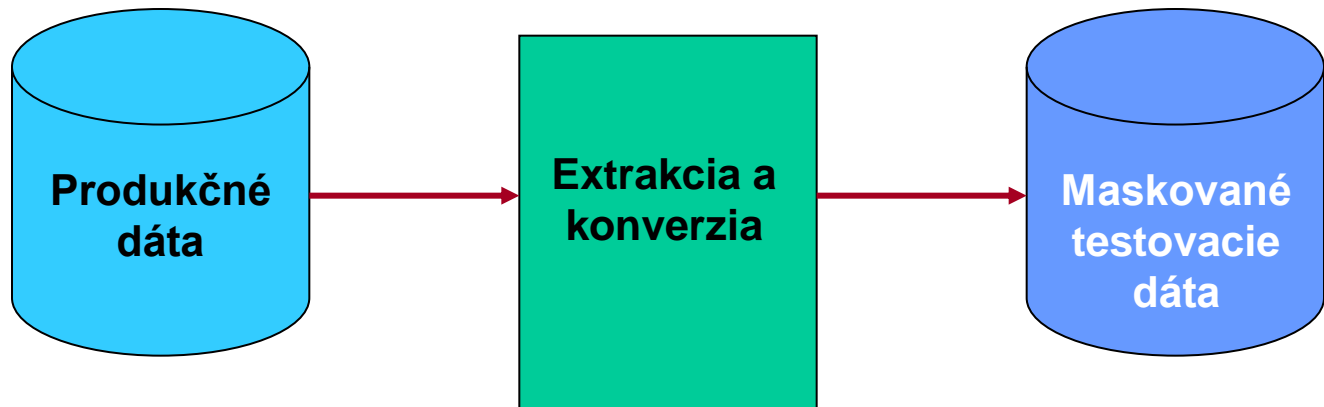 Produkčné
dáta
Extrakcia a
konverzia
Maskované
testovacie
dáta